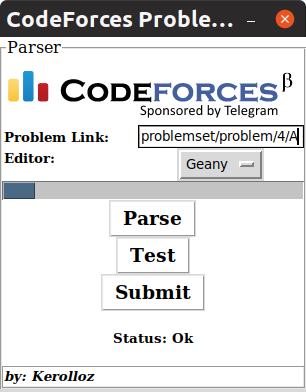 CodeForces Proble...
Parser
CODEFORCES β
Sponsored by Telegram
Problem Link: problemset/problem/4/A
Editor: Geany
Parse
Test
Submit
Status: Ok
by: Kerolloz